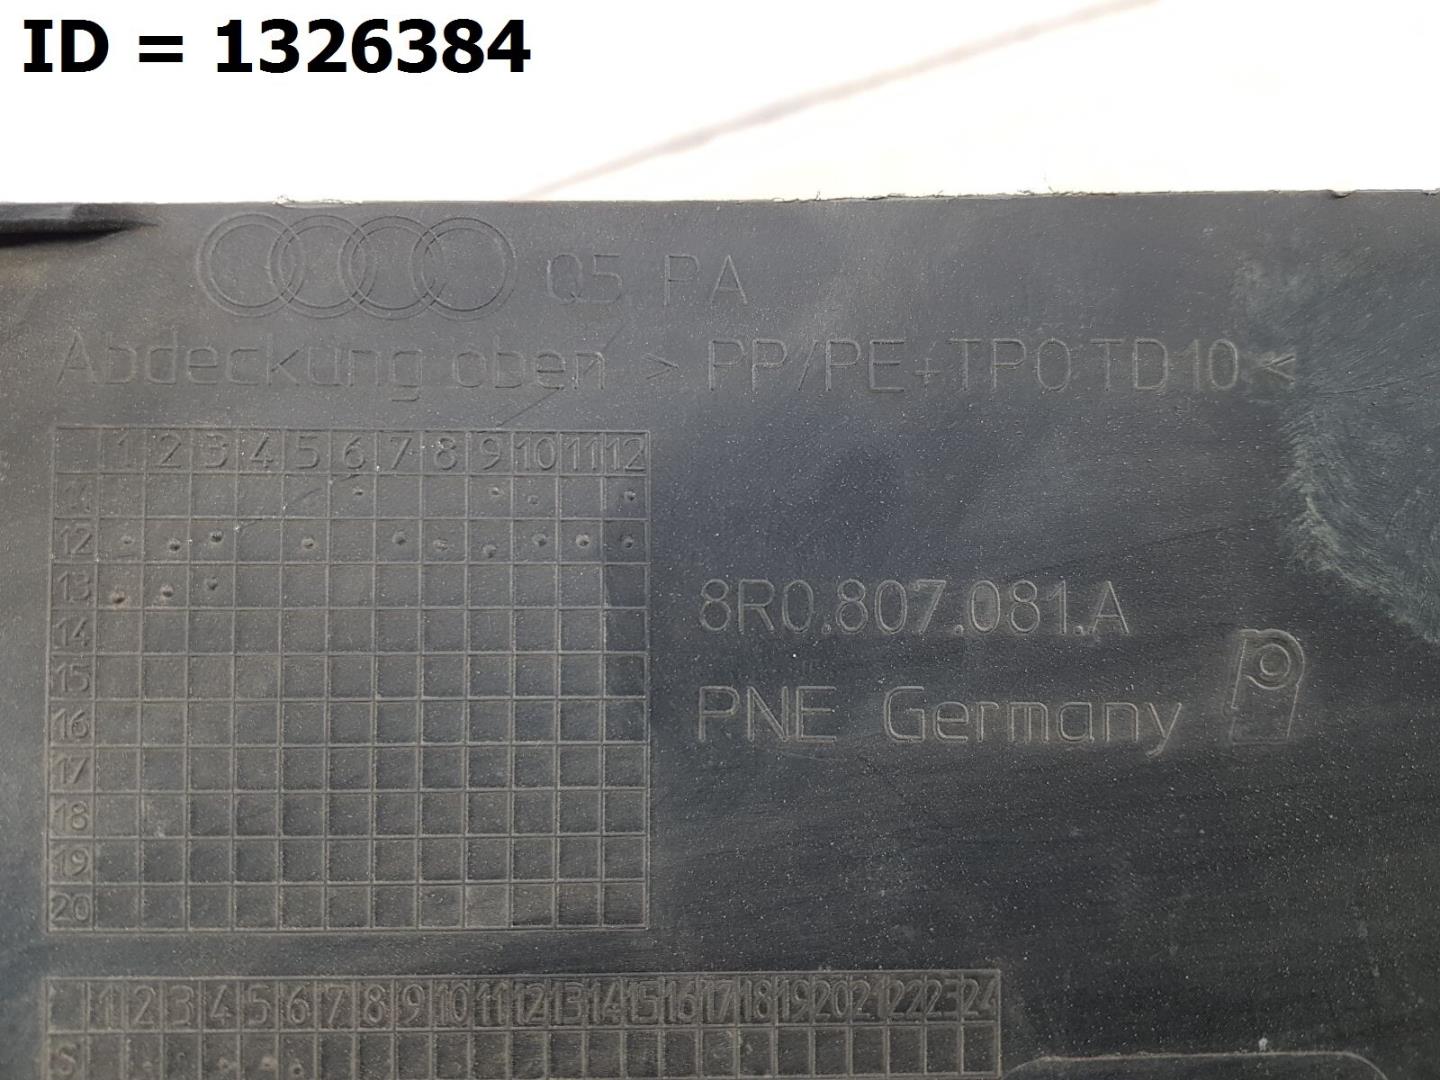 ID = 1326384
Q5 PA
Abdeckung oben > PP/PE+TPO TD10 <
1 2 3 4 5 6 7 8 9 10 11 12
11
12
13
14
15
16
17
18
19
20
8R0.807.081.A
PNE Germany
1 2 3 4 5 6 7 8 9 10 11 12 13 14 15 16 17 18 19 20 21 22 23 24
S